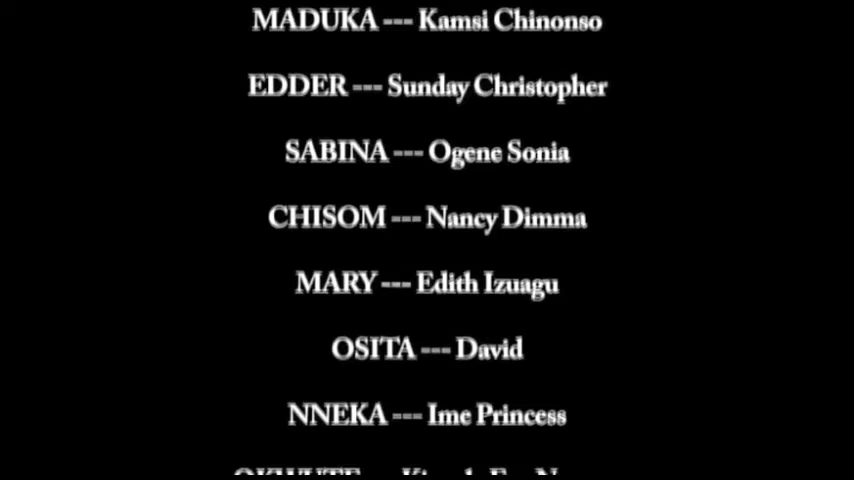 MADUKA --- Kamsi Chinonso
EDDER --- Sunday Christopher
SABINA --- Ogene Sonia
CHISOM --- Nancy Dimma
MARY --- Edith Izuagu
OSITA --- David
NNEKA --- Ime Princess